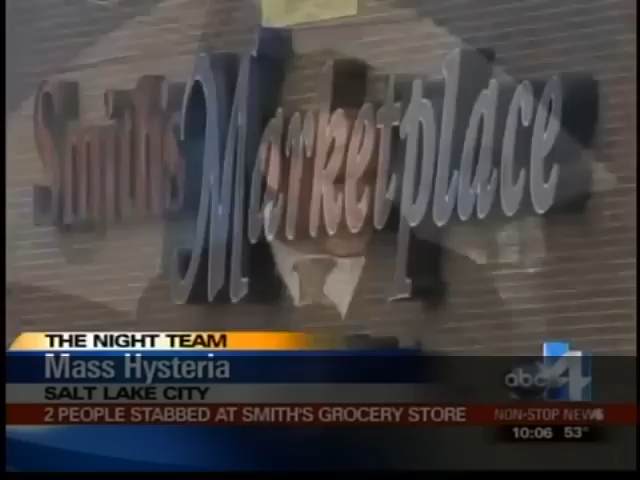 Smith's Marketplace
THE NIGHT TEAM
Mass Hysteria
SALT LAKE CITY
abc 4
2 PEOPLE STABBED AT SMITH'S GROCERY STORE
NON-STOP NEWS
10:06 53°